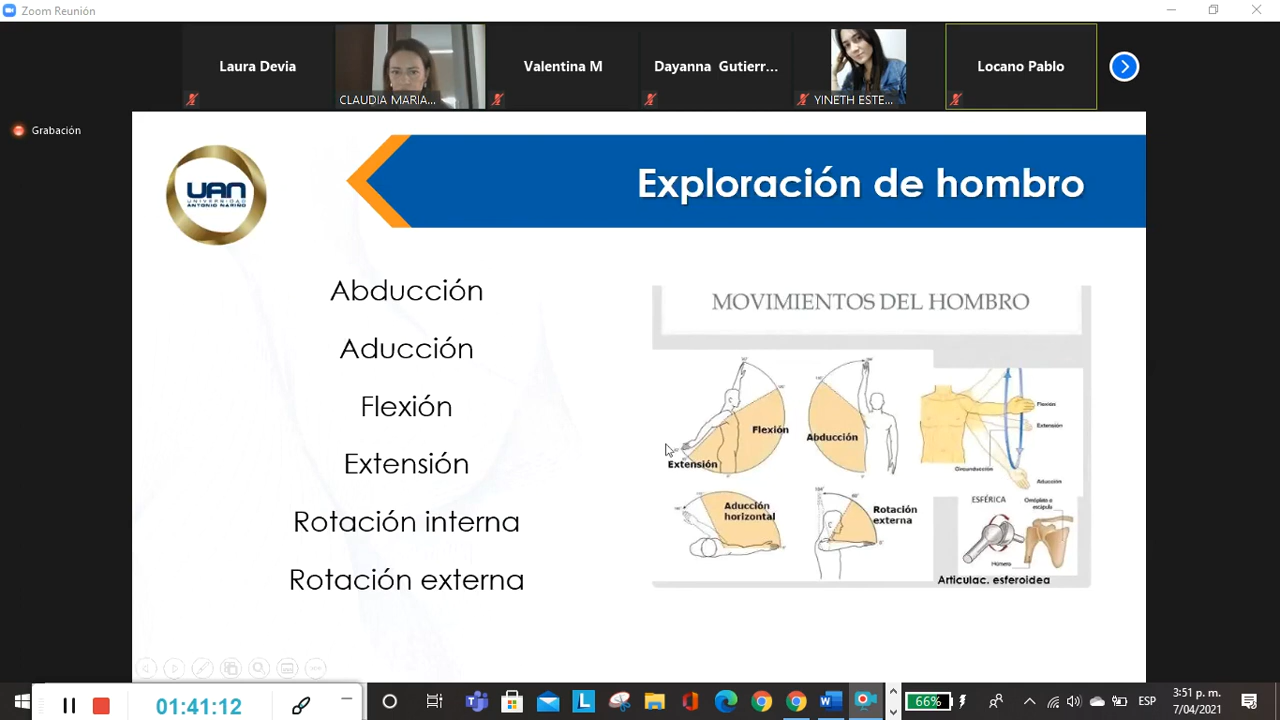 Zoom Reunión
Laura Devia
CLAUDIA MARIA...
Valentina M
Dayanna Gutierr...
YINETH ESTE...
Locano Pablo
Grabación
UAN
UNIVERSIDAD
ANTONIO NARIÑO
Exploración de hombro
Abducción
Aducción
Flexión
Extensión
Rotación interna
Rotación externa
MOVIMIENTOS DEL HOMBRO
Flexión
Extensión
Abducción
Flexión
Extensión
Circunducción
Aducción
Aducción
horizontal
Rotación
externa
ESFÉRICA
Omóplato o
escápula
Húmero
Articulac. esferoidea
01:41:12
66%
ESP
3:51 p. m.
7/04/2021